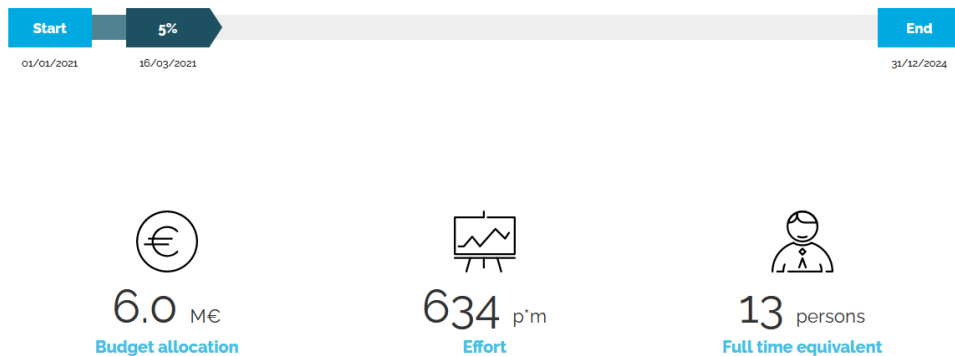 Start 5% End
01/01/2021 16/03/2021 31/12/2024
€
6.0 M€ 634 p*m 13 persons
Budget allocation Effort Full time equivalent